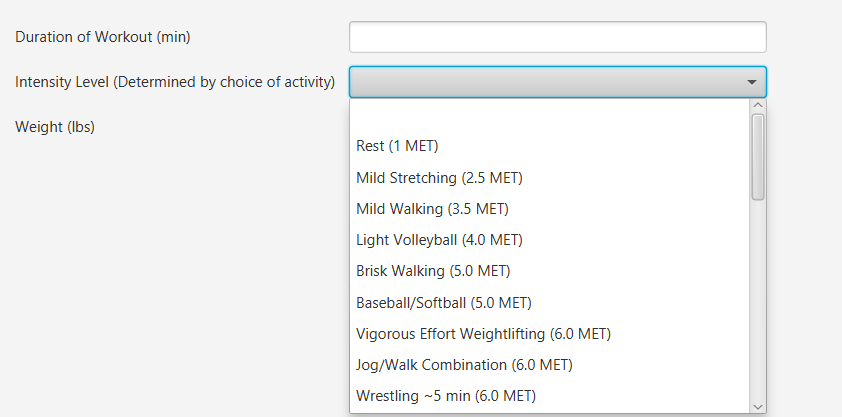 Duration of Workout (min)
Intensity Level (Determined by choice of activity)
Weight (lbs)
Rest (1 MET)
Mild Stretching (2.5 MET)
Mild Walking (3.5 MET)
Light Volleyball (4.0 MET)
Brisk Walking (5.0 MET)
Baseball/Softball (5.0 MET)
Vigorous Effort Weightlifting (6.0 MET)
Jog/Walk Combination (6.0 MET)
Wrestling ~5 min (6.0 MET)